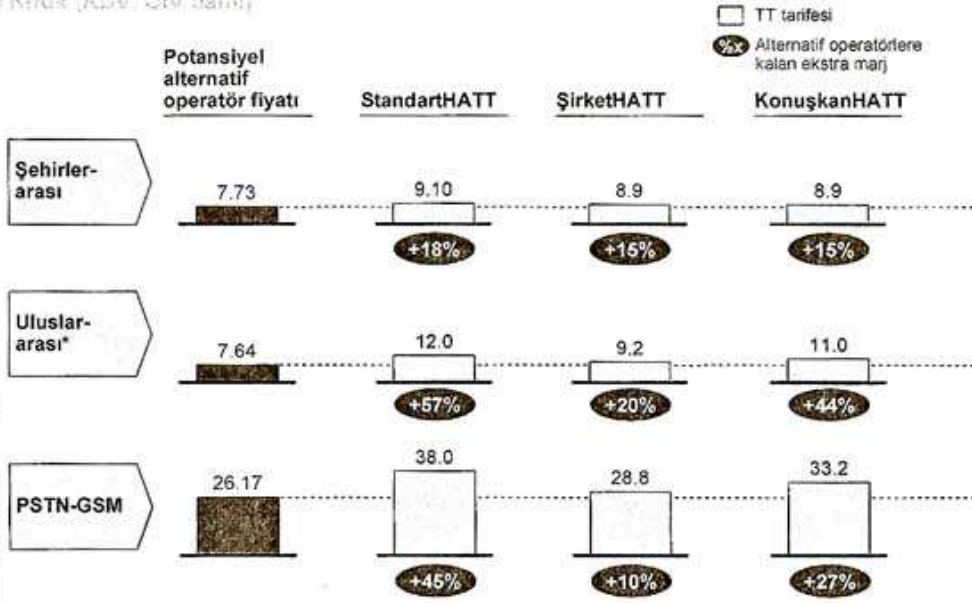 TT tarifesi
%x Alternatif operatörlere
kalan ekstra marj
Potansiyel
alternatif
operatör fiyatı
StandartHATT ŞirketHATT KonuşkanHATT
Şehirler-
arası
7.73 9.10 8.9 8.9
+18% +15% +15%
Uluslar-
arası*
7.64 12.0 9.2 11.0
+57% +20% +44%
PSTN-GSM
26.17 38.0 28.8 33.2
+45% +10% +27%